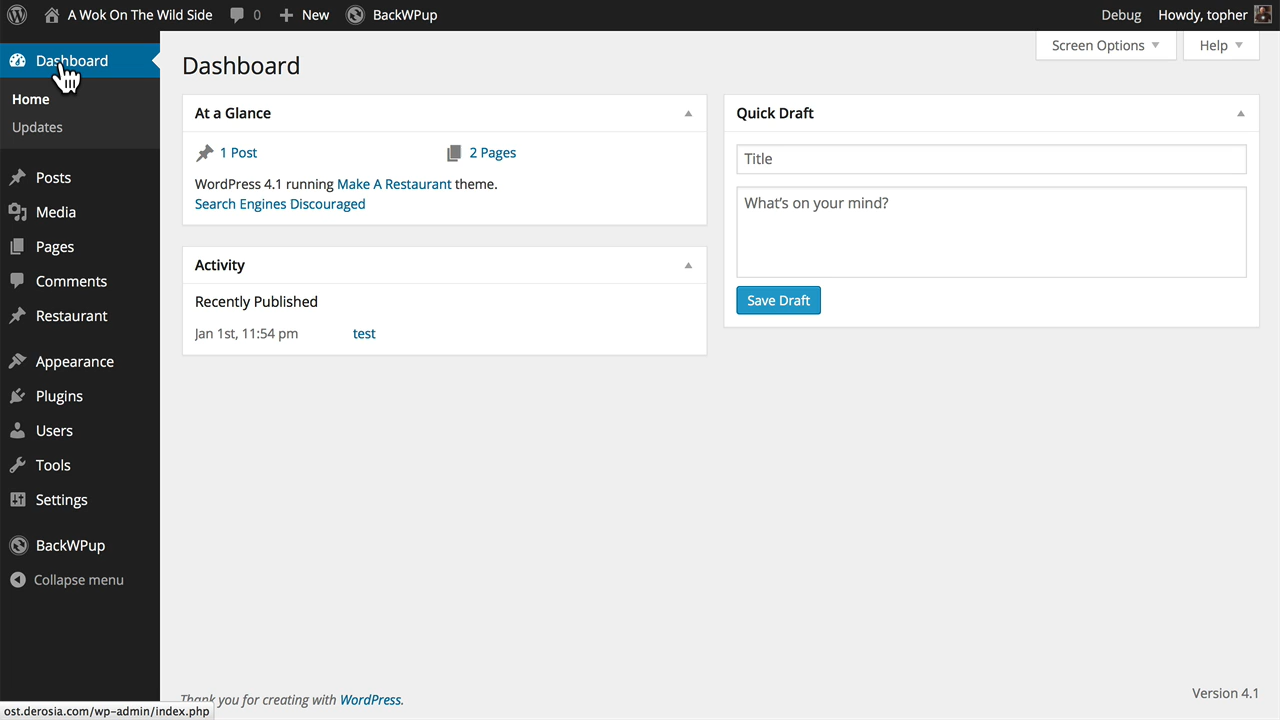 A Wok On The Wild Side 0 New BackWPup Debug Howdy, topher
Dashboard
Home
Updates
Posts
Media
Pages
Comments
Restaurant
Appearance
Plugins
Users
Tools
Settings
BackWPup
Collapse menu
Screen Options Help
Dashboard
At a Glance
1 Post 2 Pages
WordPress 4.1 running Make A Restaurant theme.
Search Engines Discouraged
Activity
Recently Published
Jan 1st, 11:54 pm test
Quick Draft
Title
What's on your mind?
Save Draft
Thank you for creating with WordPress.
Version 4.1
ost.derosia.com/wp-admin/index.php